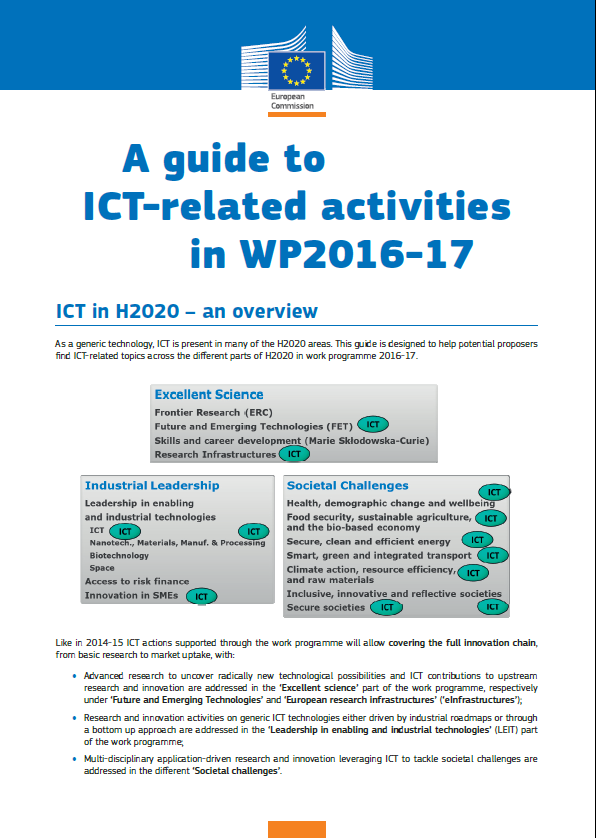 European
Commission
A guide to
ICT-related activities
in WP2016-17
ICT in H2020 – an overview
As a generic technology, ICT is present in many of the H2020 areas. This guide is designed to help potential proposers
find ICT-related topics across the different parts of H2020 in work programme 2016-17.
Excellent Science
Frontier Research (ERC)
Future and Emerging Technologies (FET) ICT
Skills and career development (Marie Skłodowska-Curie)
Research Infrastructures ICT
Industrial Leadership
Leadership in enabling
and industrial technologies
ICT ICT ICT
Nanotech., Materials, Manuf. & Processing
Biotechnology
Space
Access to risk finance
Innovation in SMEs ICT
Societal Challenges
ICT
Health, demographic change and wellbeing
Food security, sustainable agriculture, ICT
and the bio-based economy
Secure, clean and efficient energy ICT
Smart, green and integrated transport ICT
Climate action, resource efficiency, ICT
and raw materials
Inclusive, innovative and reflective societies
Secure societies ICT ICT
Like in 2014-15 ICT actions supported through the work programme will allow covering the full innovation chain,
from basic research to market uptake, with:
• Advanced research to uncover radically new technological possibilities and ICT contributions to upstream
research and innovation are addressed in the ‘Excellent science’ part of the work programme, respectively
under ‘Future and Emerging Technologies’ and ‘European research infrastructures’ (‘eInfrastructures’);
• Research and innovation activities on generic ICT technologies either driven by industrial roadmaps or through
a bottom up approach are addressed in the ‘Leadership in enabling and industrial technologies’ (LEIT) part
of the work programme;
• Multi-disciplinary application-driven research and innovation leveraging ICT to tackle societal challenges are
addressed in the different ‘Societal challenges’.